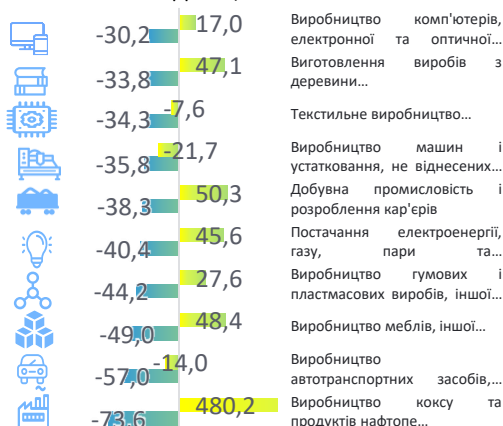 -30,2 17,0 Виробництво комп'ютерів,
електронної та оптичної…
-33,8 47,1 Виготовлення виробів з
деревини…
-34,3 -7,6 Текстильне виробництво…
-35,8 -21,7 Виробництво машин і
устатковання, не віднесених…
-38,3 50,3 Добувна промисловість і
розроблення кар'єрів
-40,4 45,6 Постачання електроенергії,
газу, пари та…
-44,2 27,6 Виробництво гумових і
пластмасових виробів, іншої…
-49,0 48,4 Виробництво меблів, іншої…
-57,0 -14,0 Виробництво
автотранспортних засобів,…
-73,6 480,2 Виробництво коксу та
продуктів нафтопе…